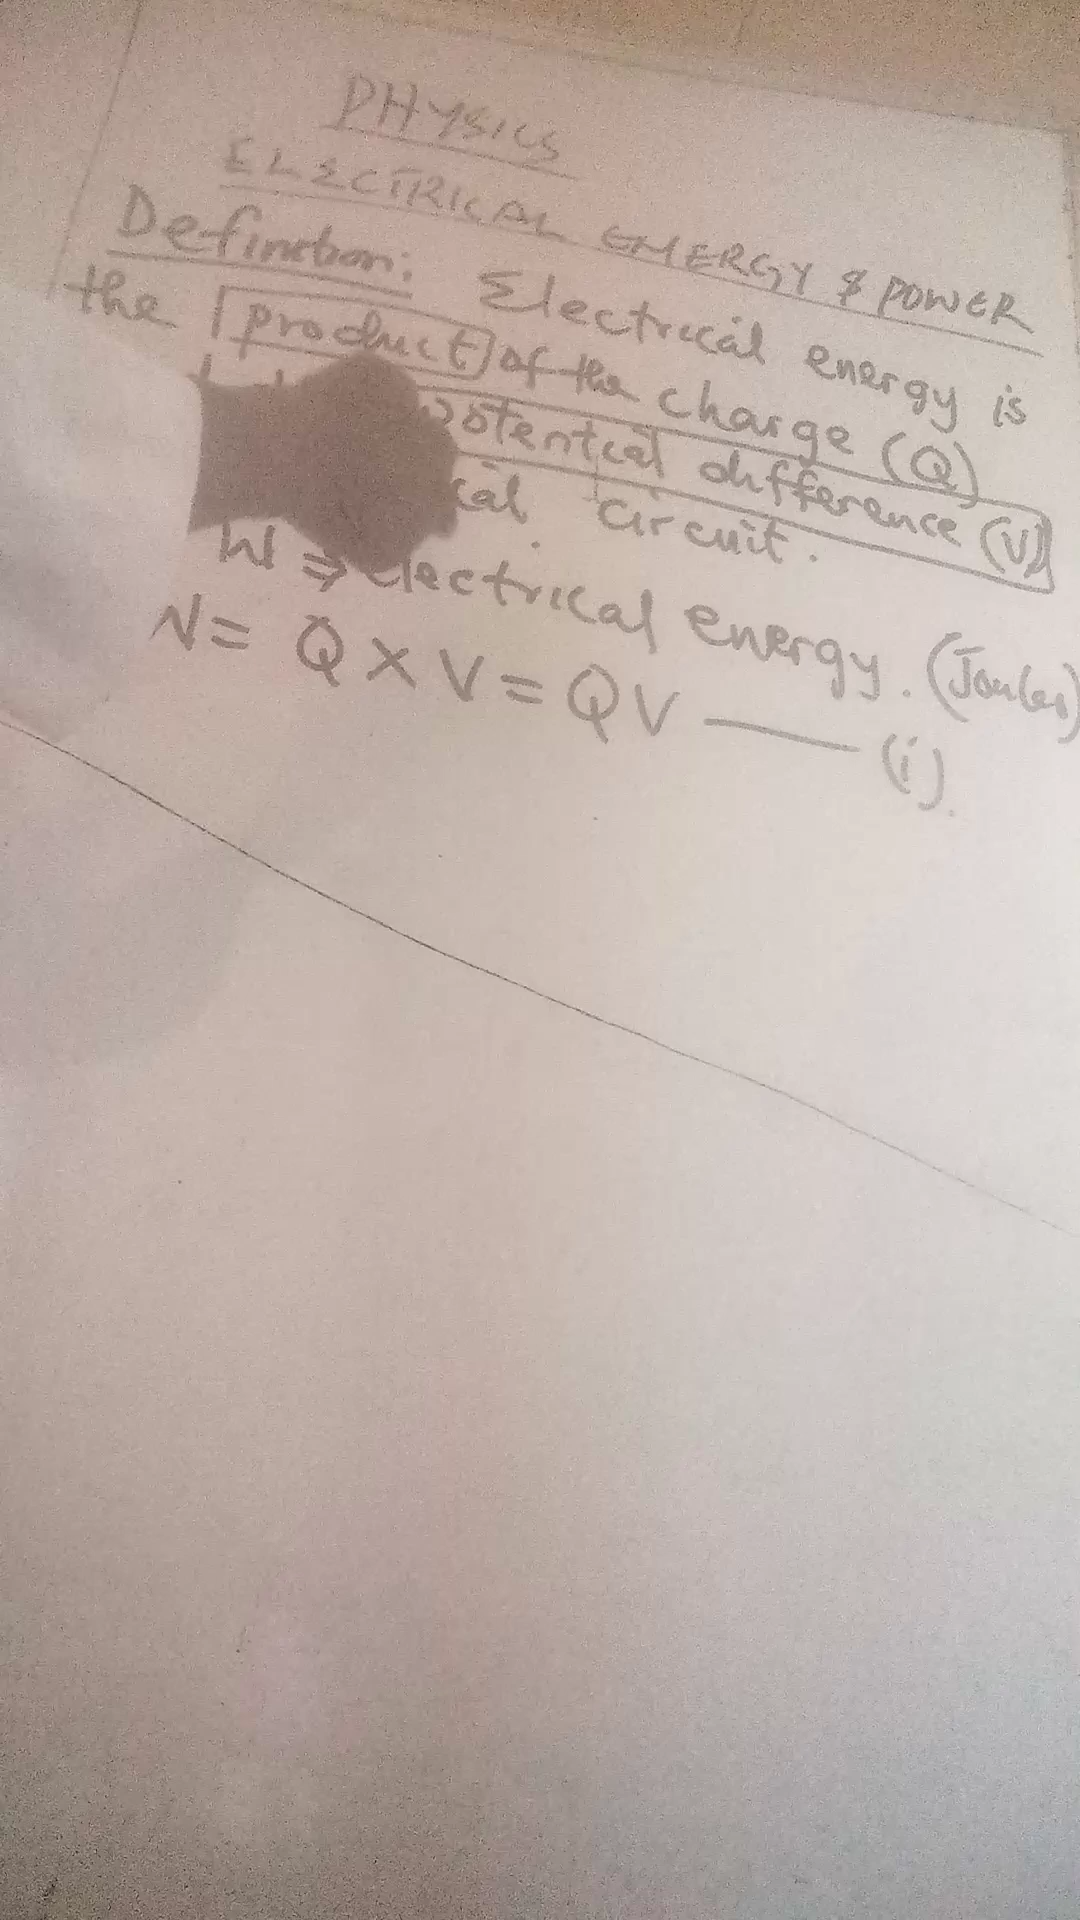 PHYSICS
ELECTRICAL ENERGY & POWER
Definition: Electrical energy is
the product of the charge (Q)
potential difference (V)
circuit.
W ⇒ electrical energy. (Joules)
= Q × V = QV — (i).